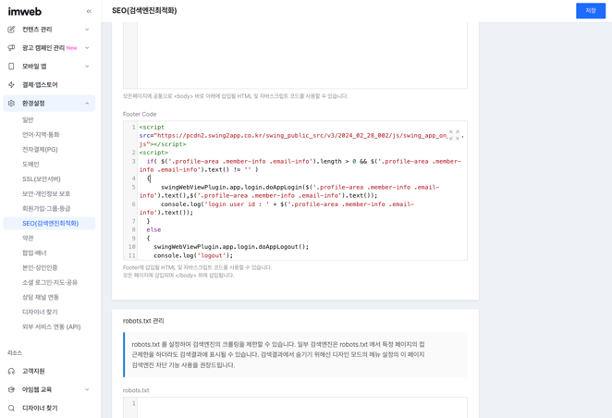 imweb
컨텐츠 관리
광고 캠페인 관리 New
모바일 앱
결제·앱스토어
환경설정
일반
언어·지역·통화
전자결제(PG)
도메인
SSL(보안서버)
보안·개인정보 보호
회원가입·그룹·등급
SEO(검색엔진최적화)
약관
팝업·배너
본인·성인인증
소셜 로그인·지도·공유
상담 채널 연동
디자이너 찾기
외부 서비스 연동 (API)
리소스
고객지원
아임웹 교육
디자이너 찾기
SEO(검색엔진최적화)
저장
모든페이지에 공통으로 <body> 바로 아래에 삽입될 HTML 및 자바스크립트 코드를 사용할 수 있습니다.
Footer Code
1 <script
src="https://pcdn2.swing2app.co.kr/swing_public_src/v3/2024_02_28_002/js/swing_app_on_
js"></script>
2 <script>
3 if( $('.profile-area .member-info .email-info').length > 0 && $('.profile-area .member-
info .email-info').text() != '' )
4 {
5 swingWebViewPlugin.app.login.doAppLogin($('.profile-area .member-info .email-
info').text(),$('.profile-area .member-info .email-info').text());
6 console.log('login user id : ' + $('.profile-area .member-info .email-
info').text());
7 }
8 else
9 {
10 swingWebViewPlugin.app.login.doAppLogout();
11 console.log('logout');
Footer에 삽입될 HTML 및 자바스크립트 코드를 사용할 수 있습니다.
모든 페이지에 삽입되며 </body> 위에 삽입됩니다.
robots.txt 관리
robots.txt 를 설정하여 검색엔진의 크롤링을 제한할 수 있습니다. 일부 검색엔진은 robots.txt 에서 특정 페이지의 접
근제한을 하더라도 검색결과에 표시될 수 있습니다. 검색결과에서 숨기기 위해선 디자인 모드의 메뉴 설정의 이 페이지
검색엔진 차단 기능 사용을 권장드립니다.
robots.txt
1